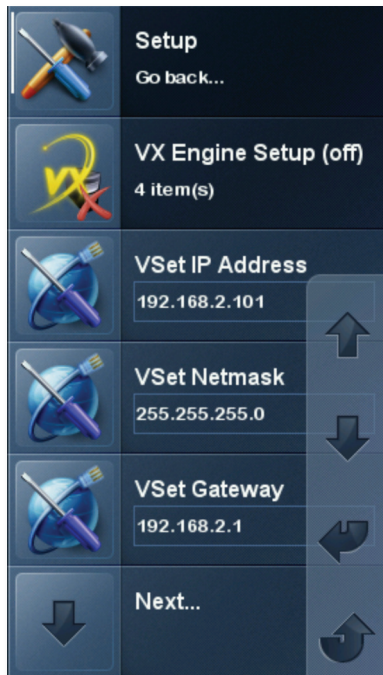 Setup
Go back...
VX
VX Engine Setup (off)
4 item(s)
VSet IP Address
192.168.2.101
VSet Netmask
255.255.255.0
VSet Gateway
192.168.2.1
Next...